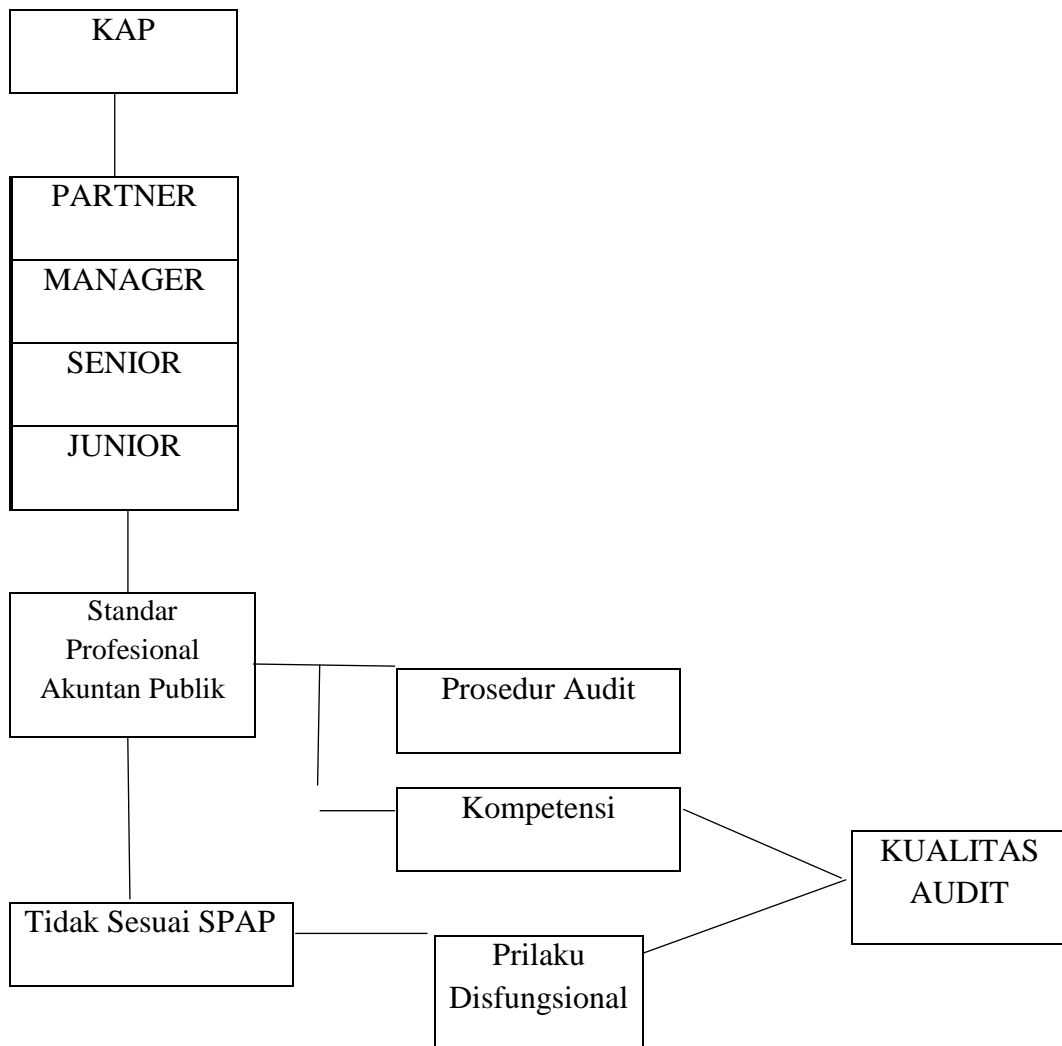 KAP
PARTNER
MANAGER
SENIOR
JUNIOR
Standar
Profesional
Akuntan Publik
Prosedur Audit
Kompetensi
KUALITAS
AUDIT
Tidak Sesuai SPAP
Prilaku
Disfungsional